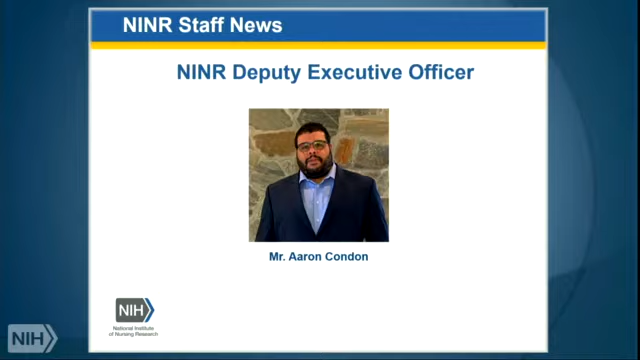 NINR Staff News
NINR Deputy Executive Officer
Mr. Aaron Condon
NIH
National Institute
of Nursing Research
NIH